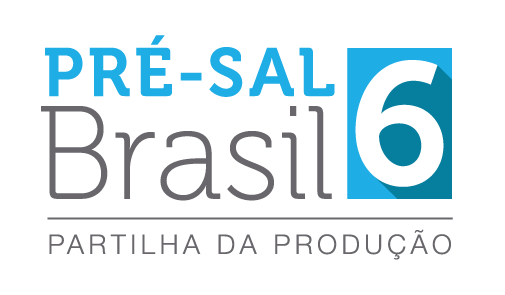 PRÉ-SAL
Brasil 6
PARTILHA DA PRODUÇÃO